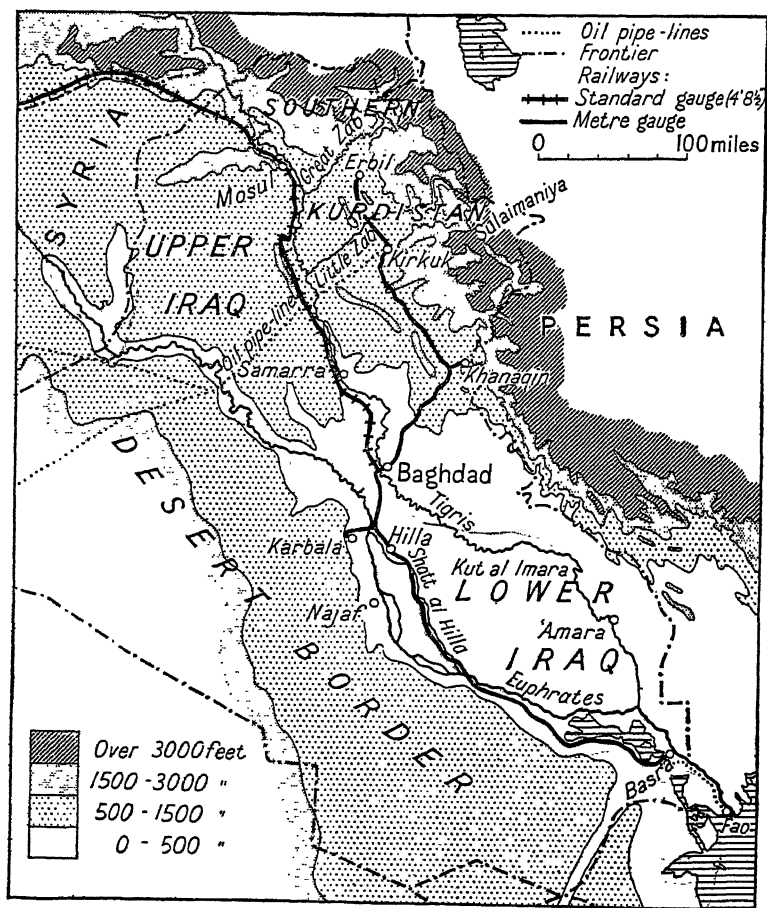 Oil pipe-lines
Frontier
Railways:
Standard gauge (4'8½)
Metre gauge
0 100 miles
SYRIA
SOUTHERN
Great Zab
Erbil
Mosul
KURDISTAN
Sulaimaniya
UPPER
IRAQ
Little Zab
Kirkuk
Oil pipe-line
PERSIA
Samarra
Khanaqin
DESERT BORDER
Baghdad
Tigris
Karbala
Hilla
Shatt al Hilla
Kut al Imara
LOWER
Najaf
'Amara
IRAQ
Euphrates
Basra
Fao
Over 3000 feet
1500 - 3000 "
500 - 1500 "
0 - 500 "